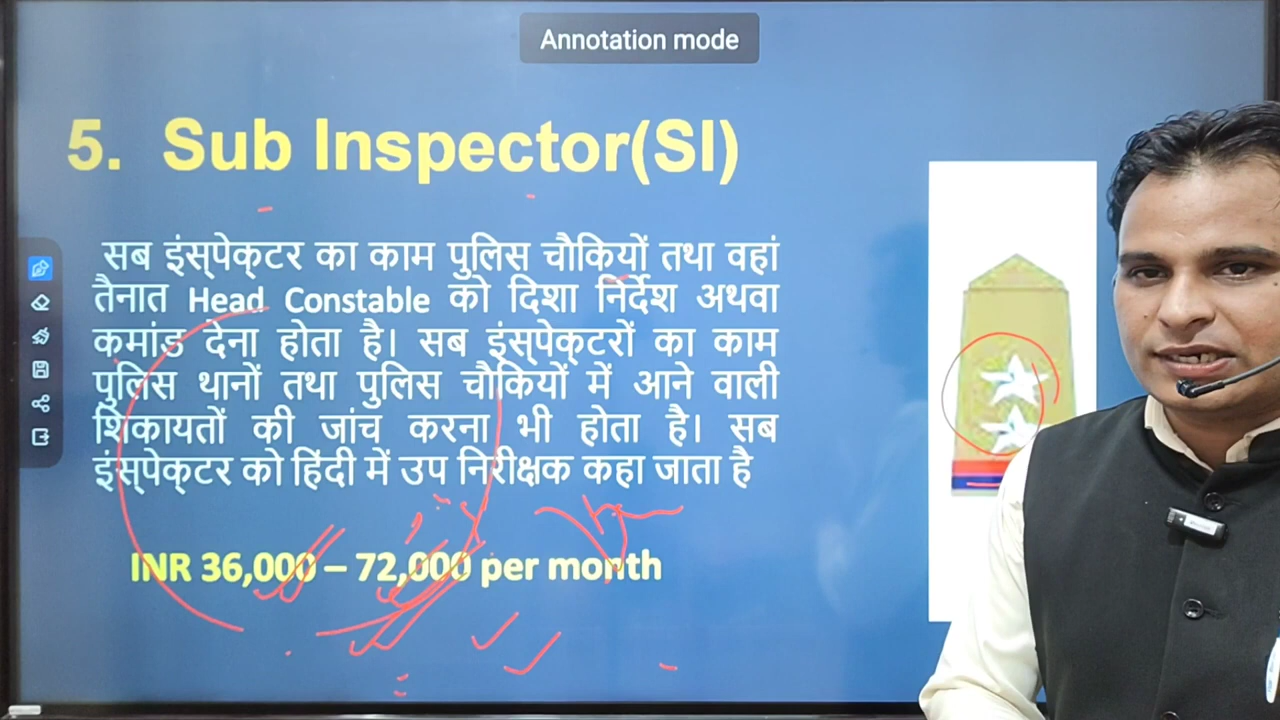 Annotation mode
5. Sub Inspector(SI)
सब इंस्पेक्टर का काम पुलिस चौकियों तथा वहां
तैनात Head Constable को दिशा निर्देश अथवा
कमांड देना होता है। सब इंस्पेक्टरों का काम
पुलिस थानों तथा पुलिस चौकियों में आने वाली
शिकायतों की जांच करना भी होता है। सब
इंस्पेक्टर को हिंदी में उप निरीक्षक कहा जाता है
INR 36,000 – 72,000 per month